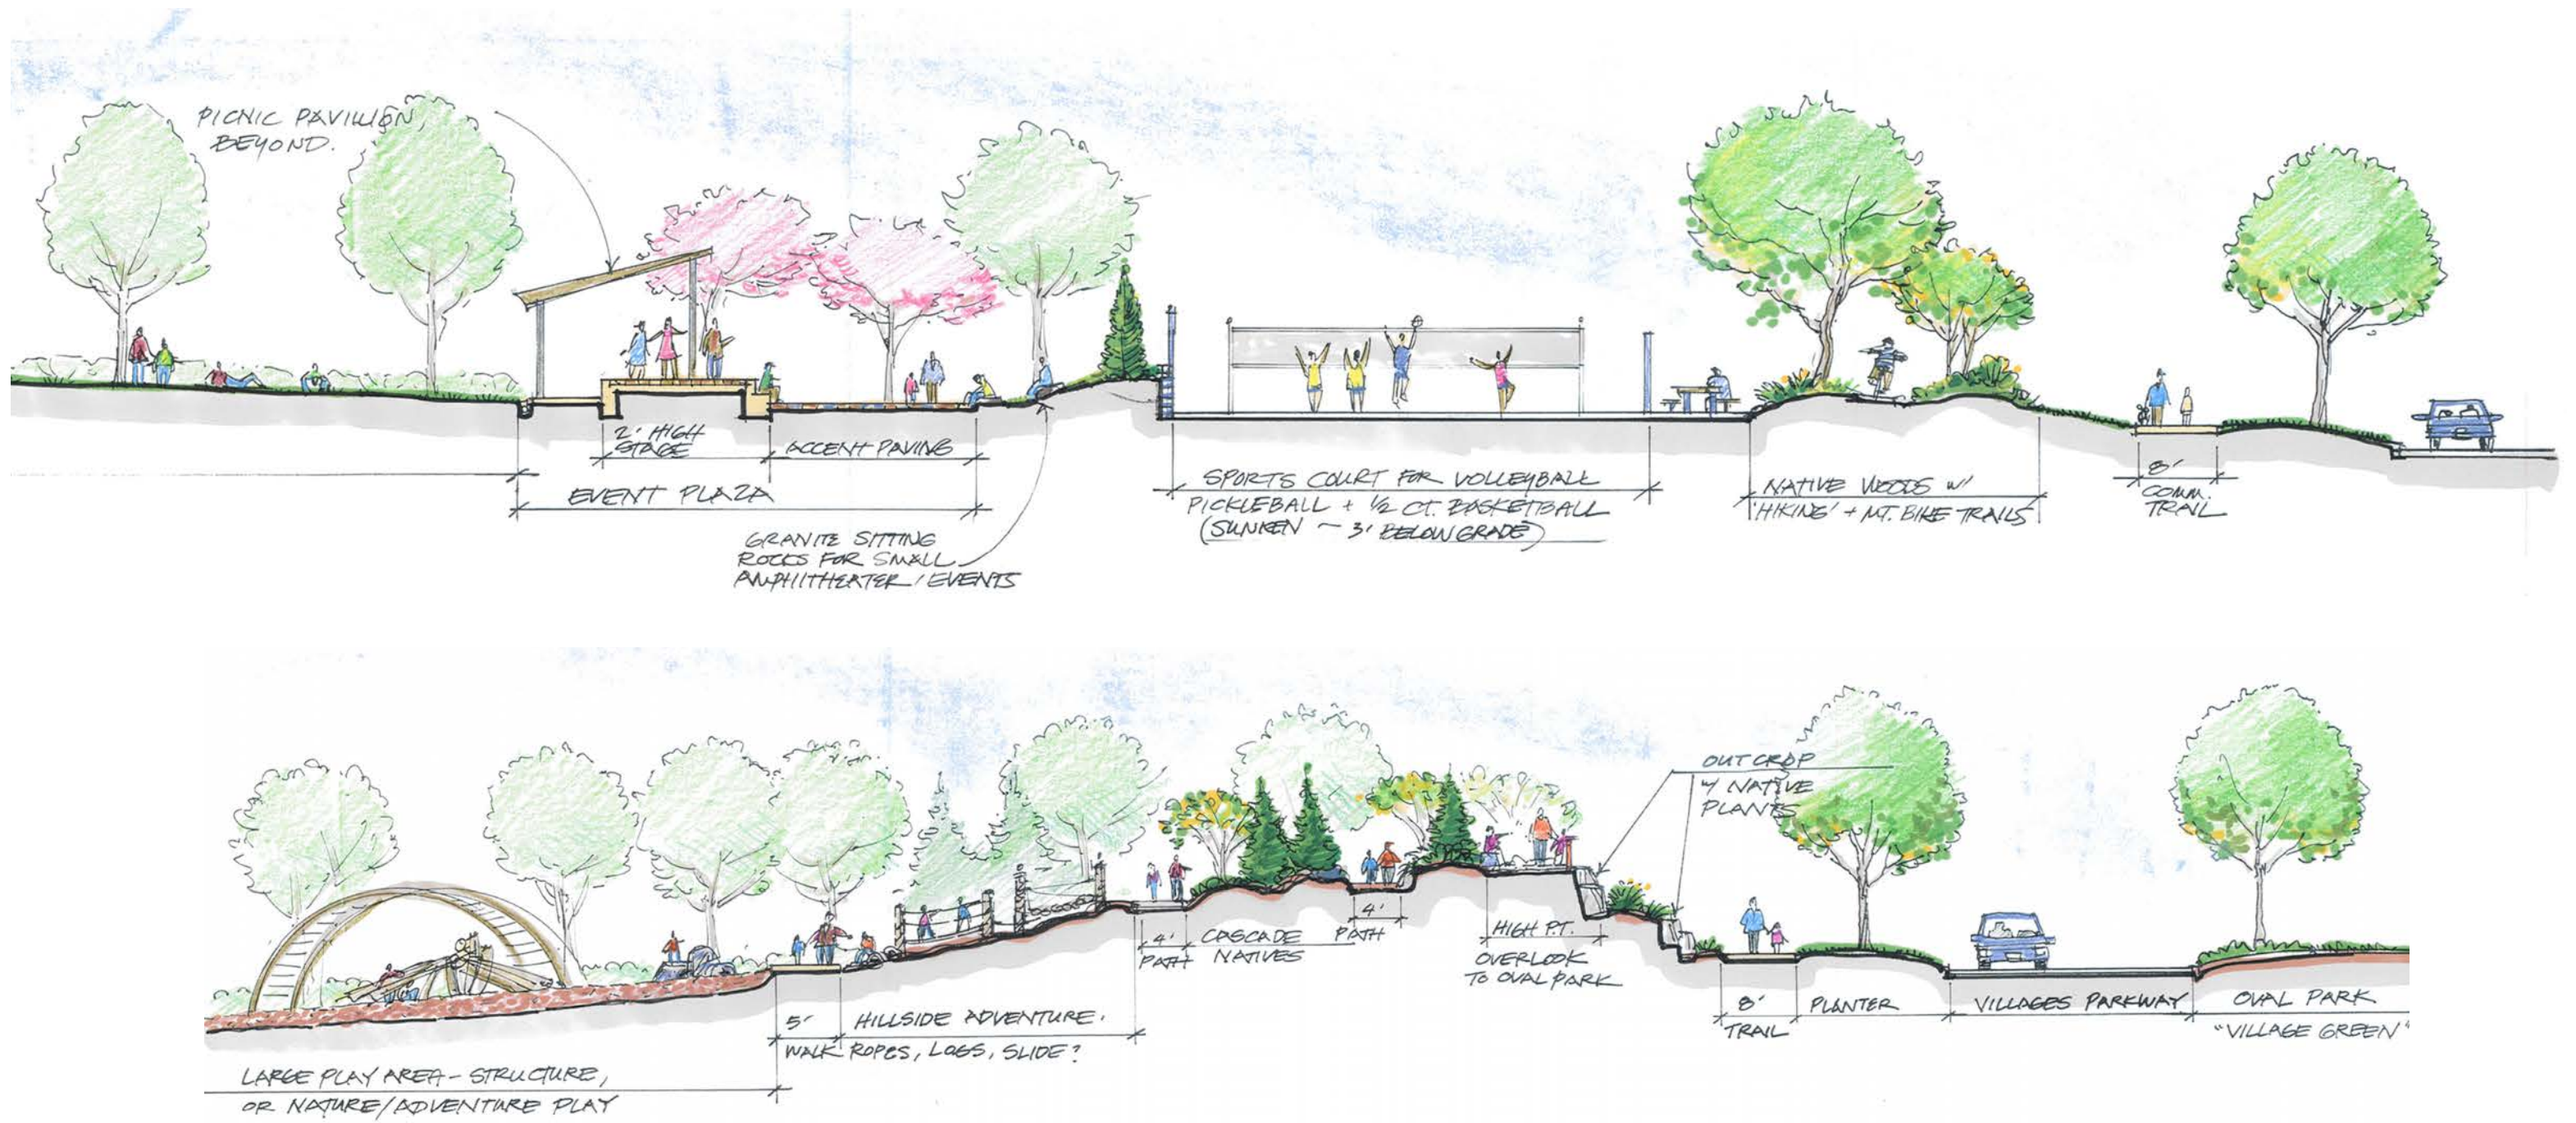 PICNIC PAVILLION,
BEYOND.
2' HIGH
STAGE
ACCENT PAVING
EVENT PLAZA
GRANITE SITTING
ROCKS FOR SMALL
AMPHITHEATER/EVENTS
SPORTS COURT FOR VOLLEYBALL
PICKLEBALL + 1/2 CT. BASKETBALL
(SUNKEN ~ 3' BELOW GRADE)
NATIVE WOODS W/
'HIKING' + MT. BIKE TRAILS
8'
COMM.
TRAIL
OUTCROP
W/ NATIVE
PLANTS
4'
PATH
CASCADE
NATIVES
4'
PATH
HIGH PT.
OVERLOOK
TO OVAL PARK
8'
TRAIL
PLANTER
VILLAGES PARKWAY
OVAL PARK
"VILLAGE GREEN"
5'
WALK
HILLSIDE ADVENTURE.
ROPES, LOGS, SLIDE?
LARGE PLAY AREA - STRUCTURE,
OR NATURE/ADVENTURE PLAY